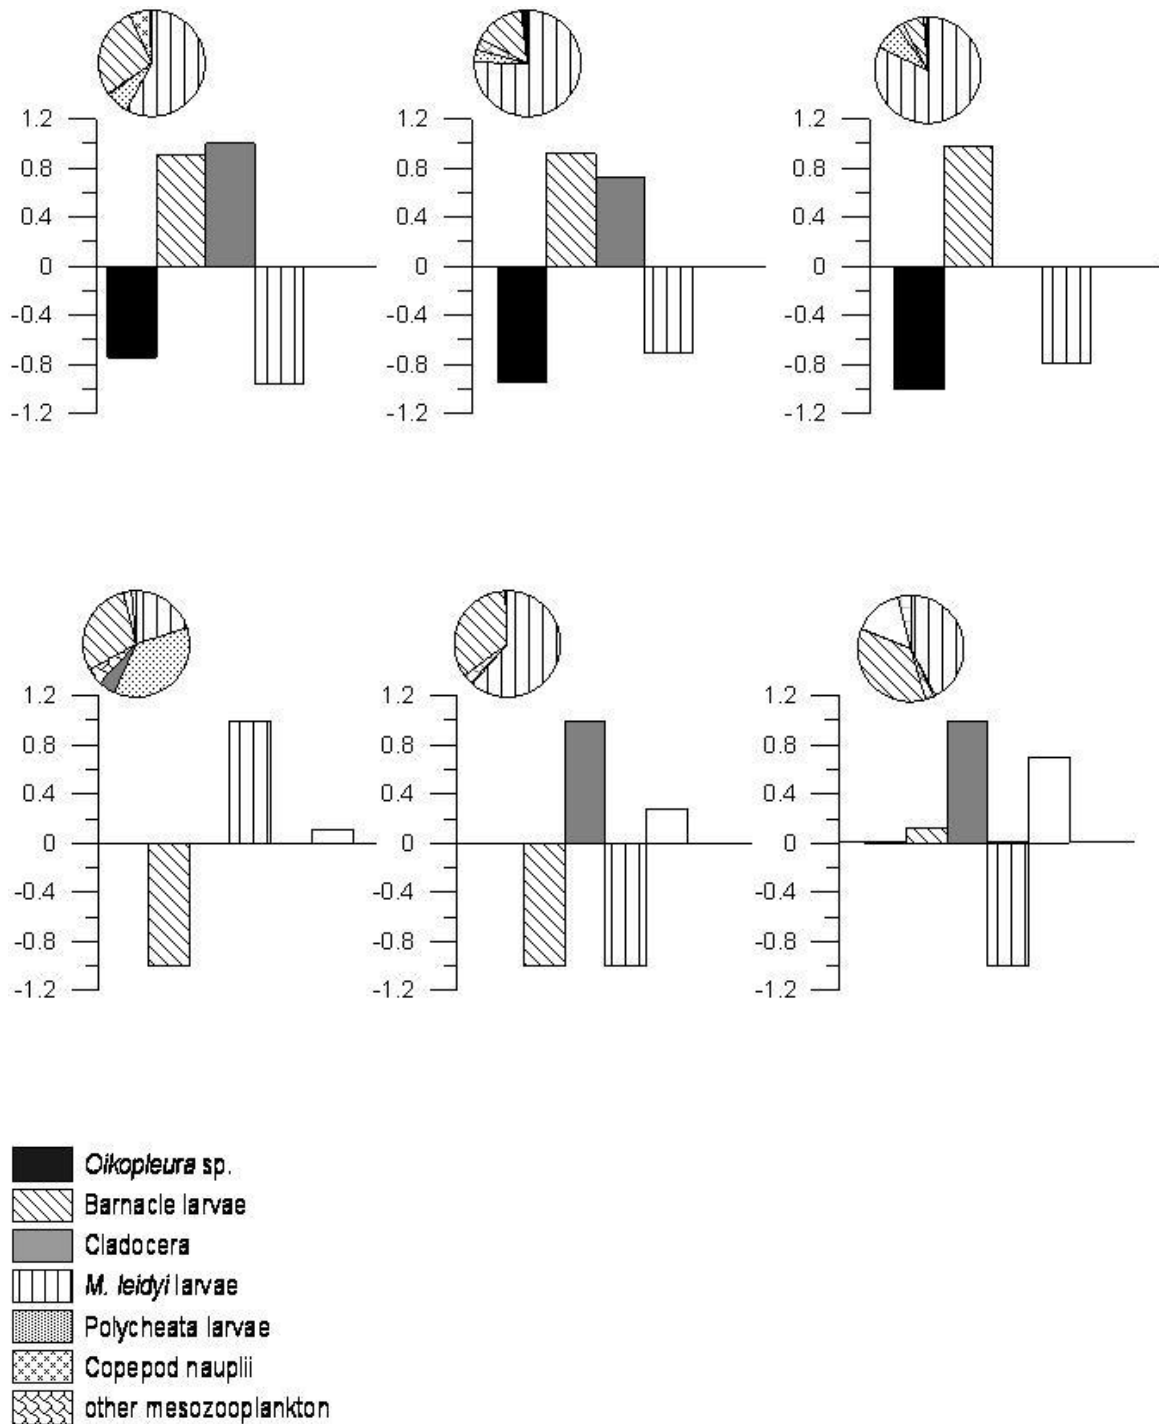 1.2 1.2 1.2
0.8 0.8 0.8
0.4 0.4 0.4
0 0 0
-0.4 -0.4 -0.4
-0.8 -0.8 -0.8
-1.2 -1.2 -1.2
1.2 1.2 1.2
0.8 0.8 0.8
0.4 0.4 0.4
0 0 0
-0.4 -0.4 -0.4
-0.8 -0.8 -0.8
-1.2 -1.2 -1.2
Oikopleura sp.
Barnacle larvae
Cladocera
M. leidyi larvae
Polycheata larvae
Copepod nauplii
other mesozooplankton